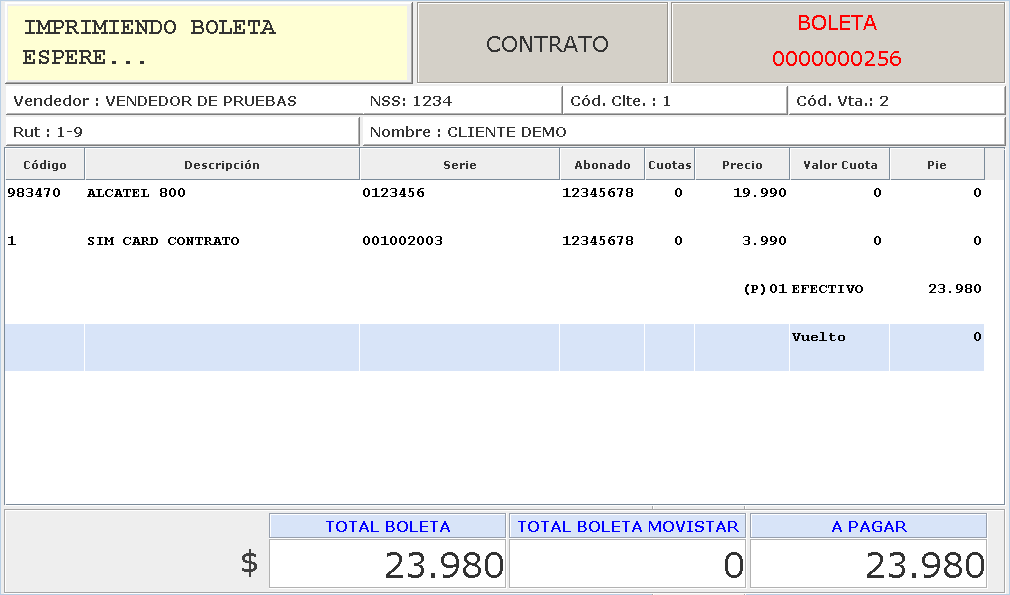 IMPRIMIENDO BOLETA
ESPERE...
CONTRATO
BOLETA
0000000256
Vendedor : VENDEDOR DE PRUEBAS NSS: 1234 Cód. Clte. : 1 Cód. Vta.: 2
Rut : 1-9 Nombre : CLIENTE DEMO
Código Descripción Serie Abonado Cuotas Precio Valor Cuota Pie
983470 ALCATEL 800 0123456 12345678 0 19.990 0 0
1 SIM CARD CONTRATO 001002003 12345678 0 3.990 0 0
(P)01 EFECTIVO 23.980
Vuelto 0
TOTAL BOLETA TOTAL BOLETA MOVISTAR A PAGAR
$ 23.980 0 23.980